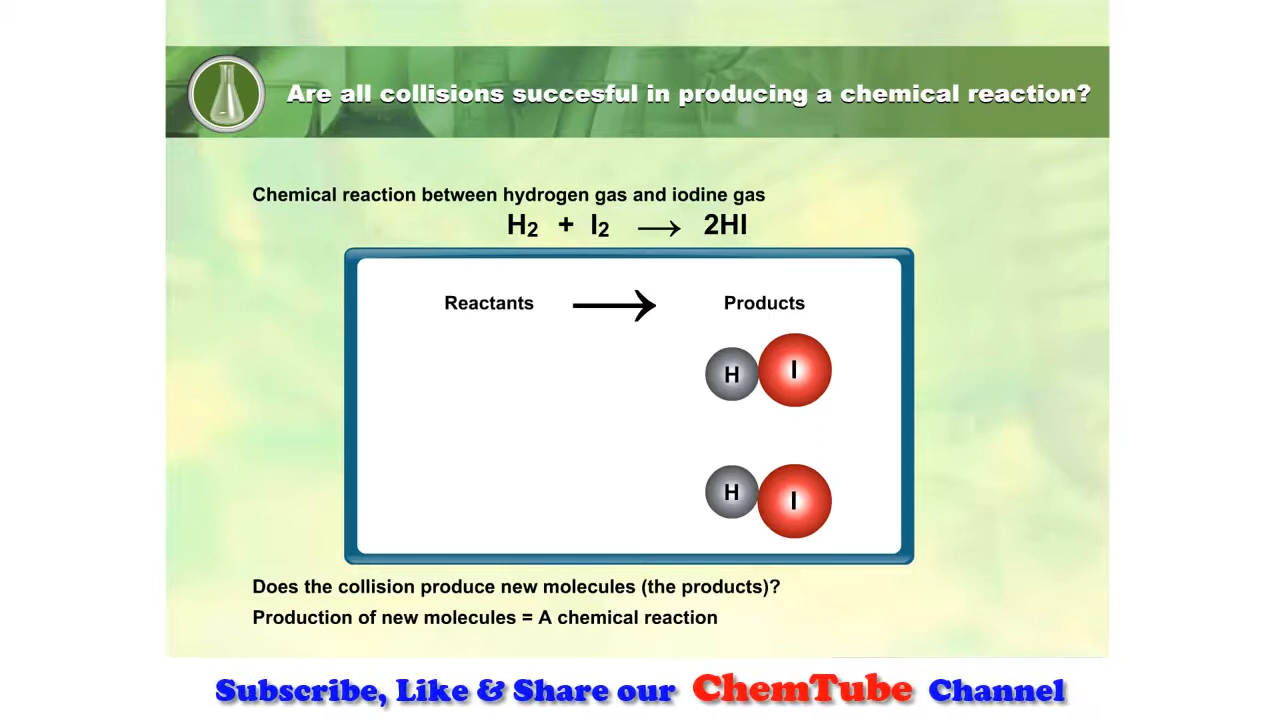 Are all collisions succesful in producing a chemical reaction?
Chemical reaction between hydrogen gas and iodine gas
H₂ + I₂ ⟶ 2HI
Reactants ⟶ Products
H I
H I
Does the collision produce new molecules (the products)?
Production of new molecules = A chemical reaction
Subscribe, Like & Share our ChemTube Channel